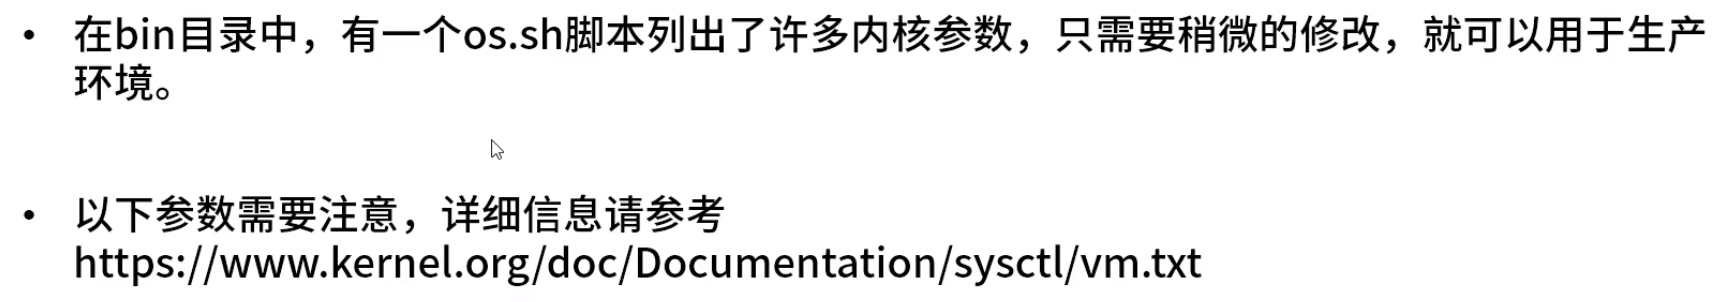 • 在bin目录中，有一个os.sh脚本列出了许多内核参数，只需要稍微的修改，就可以用于生产
环境。
• 以下参数需要注意，详细信息请参考
https://www.kernel.org/doc/Documentation/sysctl/vm.txt